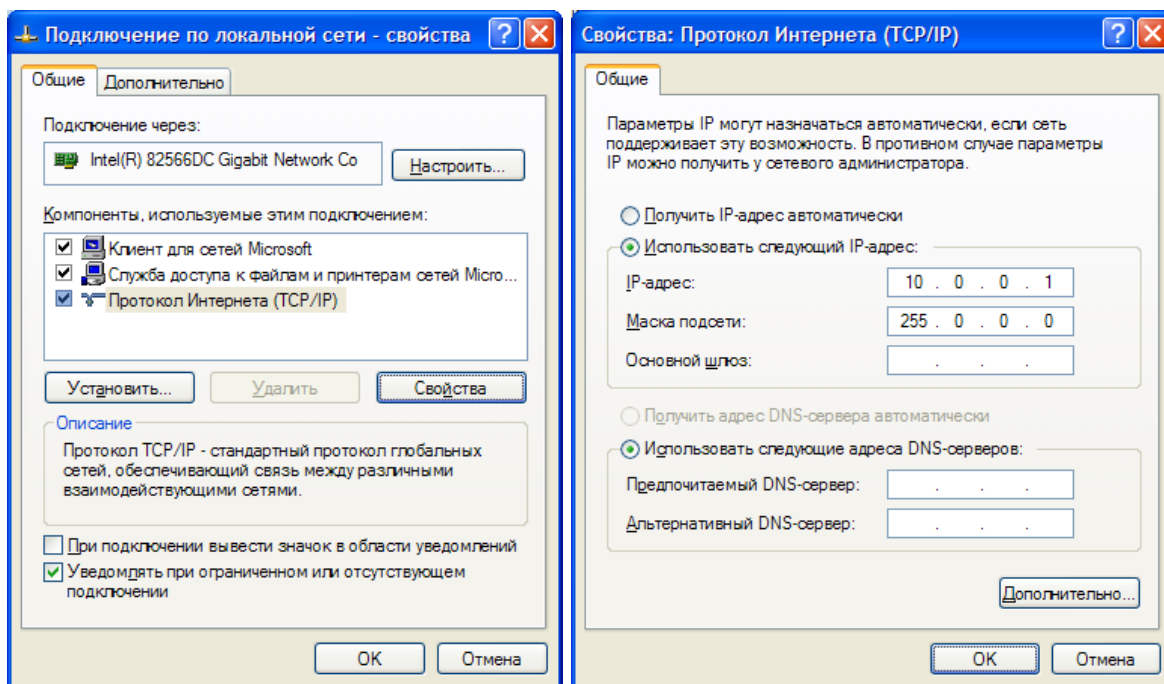 Подключение по локальной сети - свойства
Общие
Дополнительно
Подключение через:
Intel(R) 82566DC Gigabit Network Co
Настроить...
Компоненты, используемые этим подключением:
Клиент для сетей Microsoft
Служба доступа к файлам и принтерам сетей Micro...
Протокол Интернета (TCP/IP)
Установить...
Удалить
Свойства
Описание
Протокол TCP/IP - стандартный протокол глобальных
сетей, обеспечивающий связь между различными
взаимодействующими сетями.
При подключении вывести значок в области уведомлений
Уведомлять при ограниченном или отсутствующем
подключении
OK
Отмена
Свойства: Протокол Интернета (TCP/IP)
Общие
Параметры IP могут назначаться автоматически, если сеть
поддерживает эту возможность. В противном случае параметры
IP можно получить у сетевого администратора.
Получить IP-адрес автоматически
Использовать следующий IP-адрес:
IP-адрес: 10 . 0 . 0 . 1
Маска подсети: 255 . 0 . 0 . 0
Основной шлюз: . . .
Получить адрес DNS-сервера автоматически
Использовать следующие адреса DNS-серверов:
Предпочитаемый DNS-сервер: . . .
Альтернативный DNS-сервер: . . .
Дополнительно...
OK
Отмена